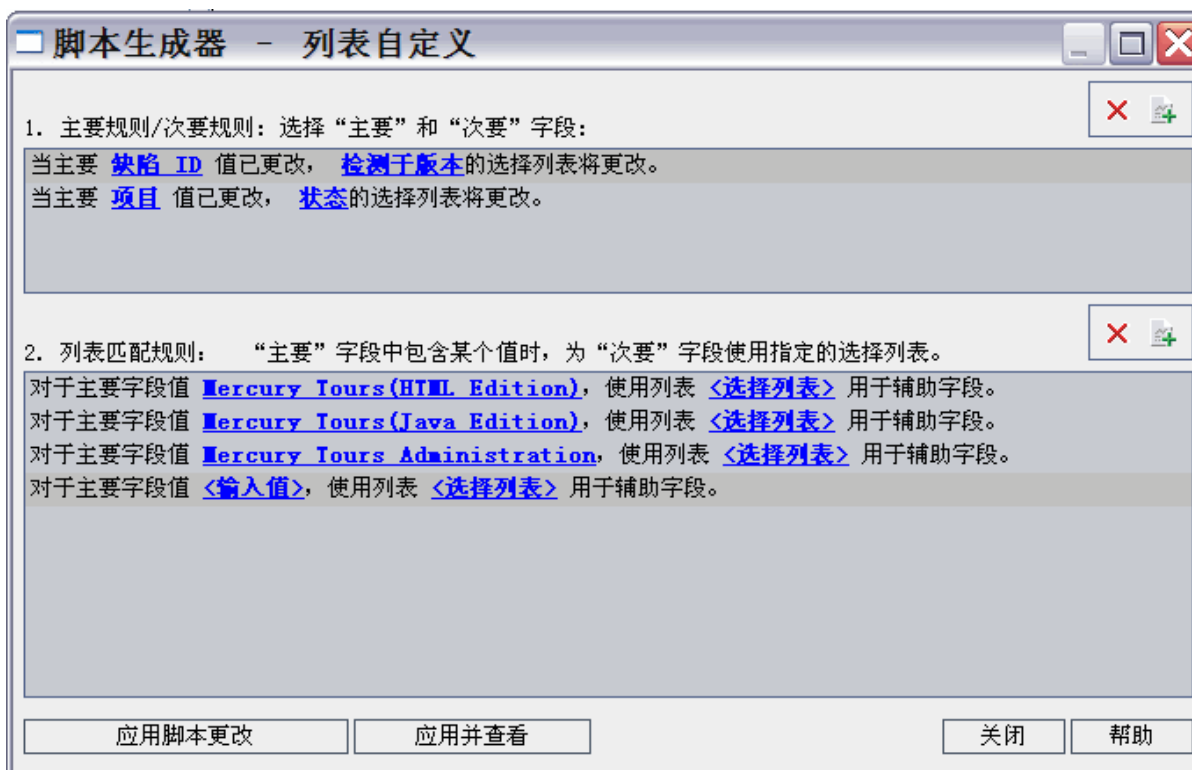 脚本生成器 - 列表自定义
1. 主要规则/次要规则：选择“主要”和“次要”字段：
当主要 缺陷 ID 值已更改， 检测于版本的选择列表将更改。
当主要 项目 值已更改， 状态的选择列表将更改。
2. 列表匹配规则： “主要”字段中包含某个值时，为“次要”字段使用指定的选择列表。
对于主要字段值 Mercury Tours(HTML Edition)，使用列表 <选择列表> 用于辅助字段。
对于主要字段值 Mercury Tours(Java Edition)，使用列表 <选择列表> 用于辅助字段。
对于主要字段值 Mercury Tours Administration，使用列表 <选择列表> 用于辅助字段。
对于主要字段值 <输入值>，使用列表 <选择列表> 用于辅助字段。
应用脚本更改 应用并查看 关闭 帮助